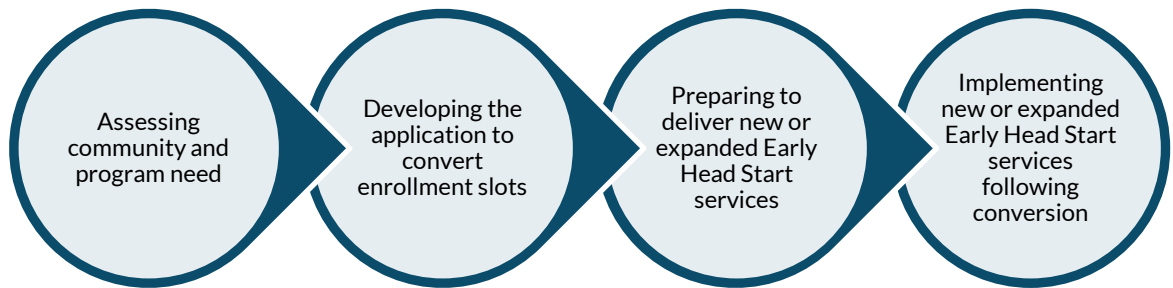 Assessing
community and
program need
Developing the
application to
convert
enrollment slots
Preparing to
deliver new or
expanded Early
Head Start
services
Implementing
new or expanded
Early Head Start
services
following
conversion